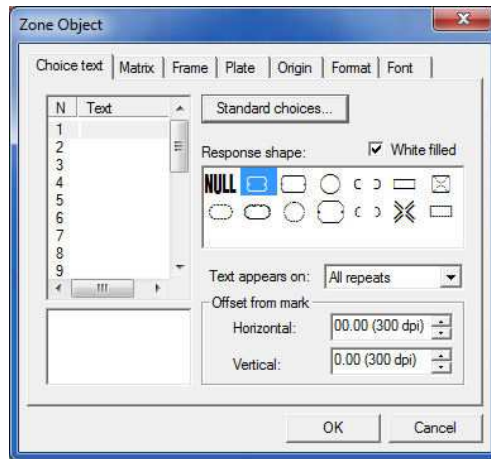 Zone Object
Choice text Matrix Frame Plate Origin Format Font
N Text
1
2
3
4
5
6
7
8
9
Standard choices...
Response shape: White filled
NULL
Text appears on: All repeats
Offset from mark
Horizontal: 00.00 (300 dpi)
Vertical: 0.00 (300 dpi)
OK Cancel